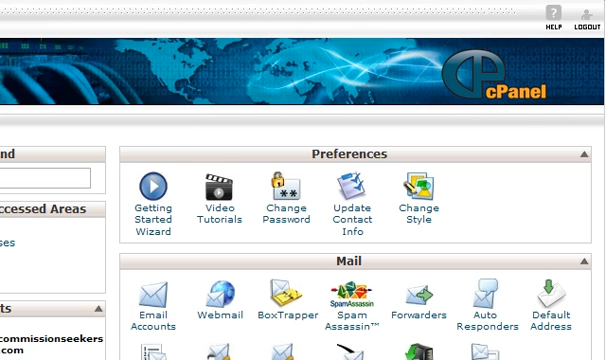 HELP LOGOUT
cPanel
nd
Preferences
Getting Started Wizard
Video Tutorials
Change Password
Update Contact Info
Change Style
ccessed Areas
ses
Mail
Email Accounts
Webmail
BoxTrapper
SpamAssassin
Spam Assassin™
Forwarders
Auto Responders
Default Address
ts
commissionseekers
.com